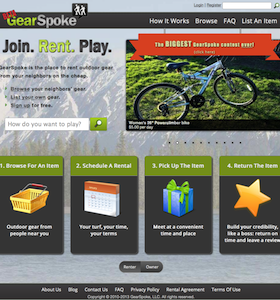 Login | Register
GearSpoke
How It Works Browse FAQ List An Item
Join. Rent. Play.
The BIGGEST GearSpoke contest ever!
(click here)
GearSpoke is the place to rent outdoor gear
from your neighbors on the cheap.
Browse your neighbors' gear.
List your own gear.
Sign up for free.
How do you want to play?
Women's 26" Powerclimber bike
$5.00 per day
1. Browse For An Item
2. Schedule A Rental
3. Pick Up The Item
4. Return The Item
Outdoor gear from
people near you
Your turf, your time,
your terms
Meet at a convenient
time and place
Build your credibility,
like a boss: return on
time and leave a review
Renter Owner
About Us Blog Contact Us FAQ Privacy Policy Rental Agreement Terms Of Use
Copyright © 2010-2013 GearSpoke, LLC. All rights reserved.